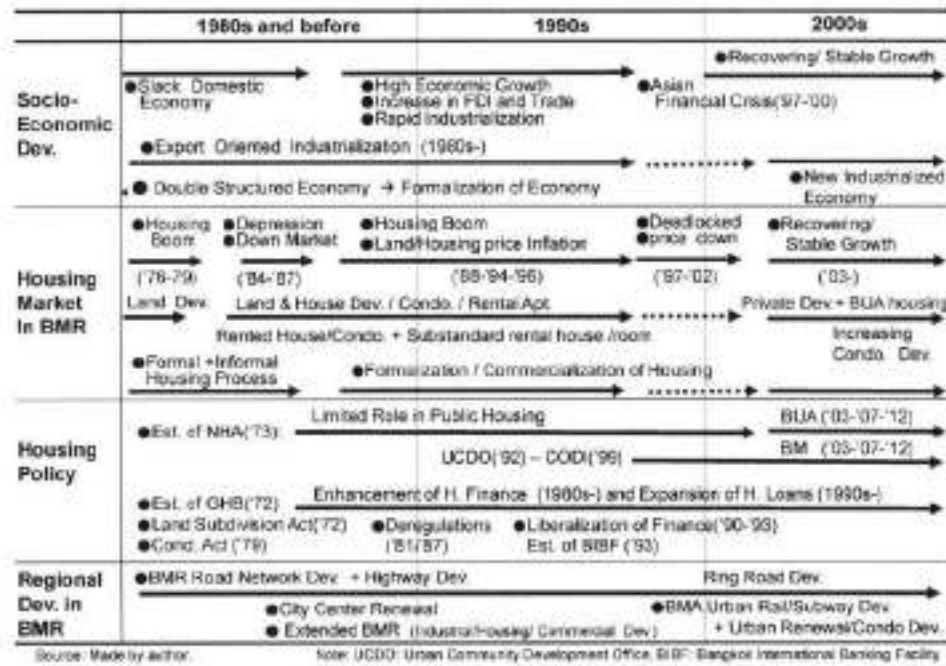 1980s and before 1990s 2000s
Socio-
Economic
Dev.
●Recovering/ Stable Growth
●Slack Domestic
Economy
●High Economic Growth
●Increase in FDI and Trade
●Rapid Industrialization
●Asian
Financial Crisis('97-'00)
●Export Oriented Industrialization (1980s-)
● Double Structured Economy → Formalization of Economy
●New Industrialized
Economy
Housing
Market
In BMR
●Housing
Boom
●Depression
●Down Market
●Housing Boom
●Land/Housing price Inflation
●Deadlocked
●price down
●Recovering/
Stable Growth
('78-79) ('84-'87) ('88-'94-'96) ('97-'02) ('03-)
Land Dev. Land & House Dev. / Condo. / Rental Apt. Private Dev. + BUA housing
Rented House/Condo. + Substandard rental house /room
Increasing
Condo. Dev.
●Formal +Informal
Housing Process
●Formalization / Commercialization of Housing
Housing
Policy
Limited Role in Public Housing
●Est. of NHA('73)
BUA ('03-'07-'12)
UCDO('92) – CODI('99)
BM ('03-'07-'12)
●Est. of GHB('72) Enhancement of H. Finance (1980s-) and Expansion of H. Loans (1990s-)
●Land Subdivision Act('72)
●Cond. Act ('79)
●Deregulations
('81/'87)
●Liberalization of Finance('90-'93)
Est. of BIBF ('93)
Regional
Dev. in
BMR
●BMR Road Network Dev. + Highway Dev. Ring Road Dev.
●City Center Renewal
● Extended BMR (Industrial/Housing/ Commercial Dev.)
●BMA Urban Rail/Subway Dev.
+ Urban Renewal/Condo Dev.
Source: Made by author. Note: UCDO: Urban Community Development Office, BIBF: Bangkok International Banking Facility